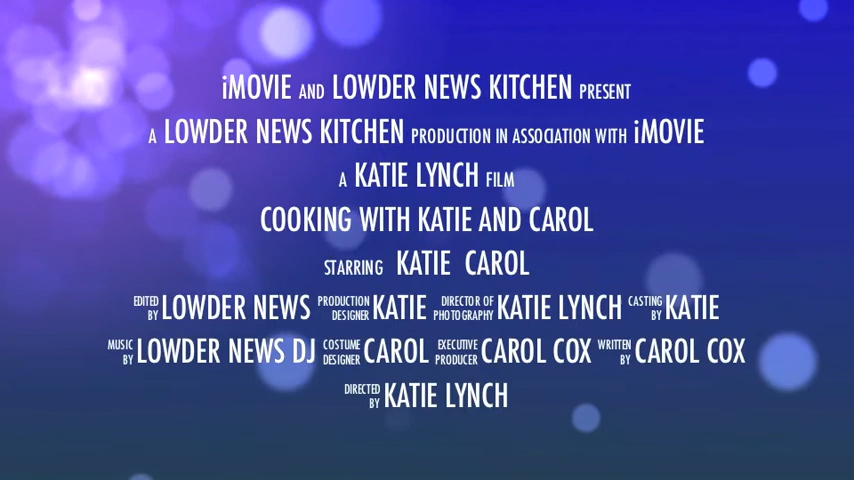 iMOVIE AND LOWDER NEWS KITCHEN PRESENT
A LOWDER NEWS KITCHEN PRODUCTION IN ASSOCIATION WITH iMOVIE
A KATIE LYNCH FILM
COOKING WITH KATIE AND CAROL
STARRING KATIE CAROL
EDITED BY LOWDER NEWS PRODUCTION DESIGNER KATIE DIRECTOR OF PHOTOGRAPHY KATIE LYNCH CASTING BY KATIE
MUSIC BY LOWDER NEWS DJ COSTUME DESIGNER CAROL EXECUTIVE PRODUCER CAROL COX WRITTEN BY CAROL COX
DIRECTED BY KATIE LYNCH